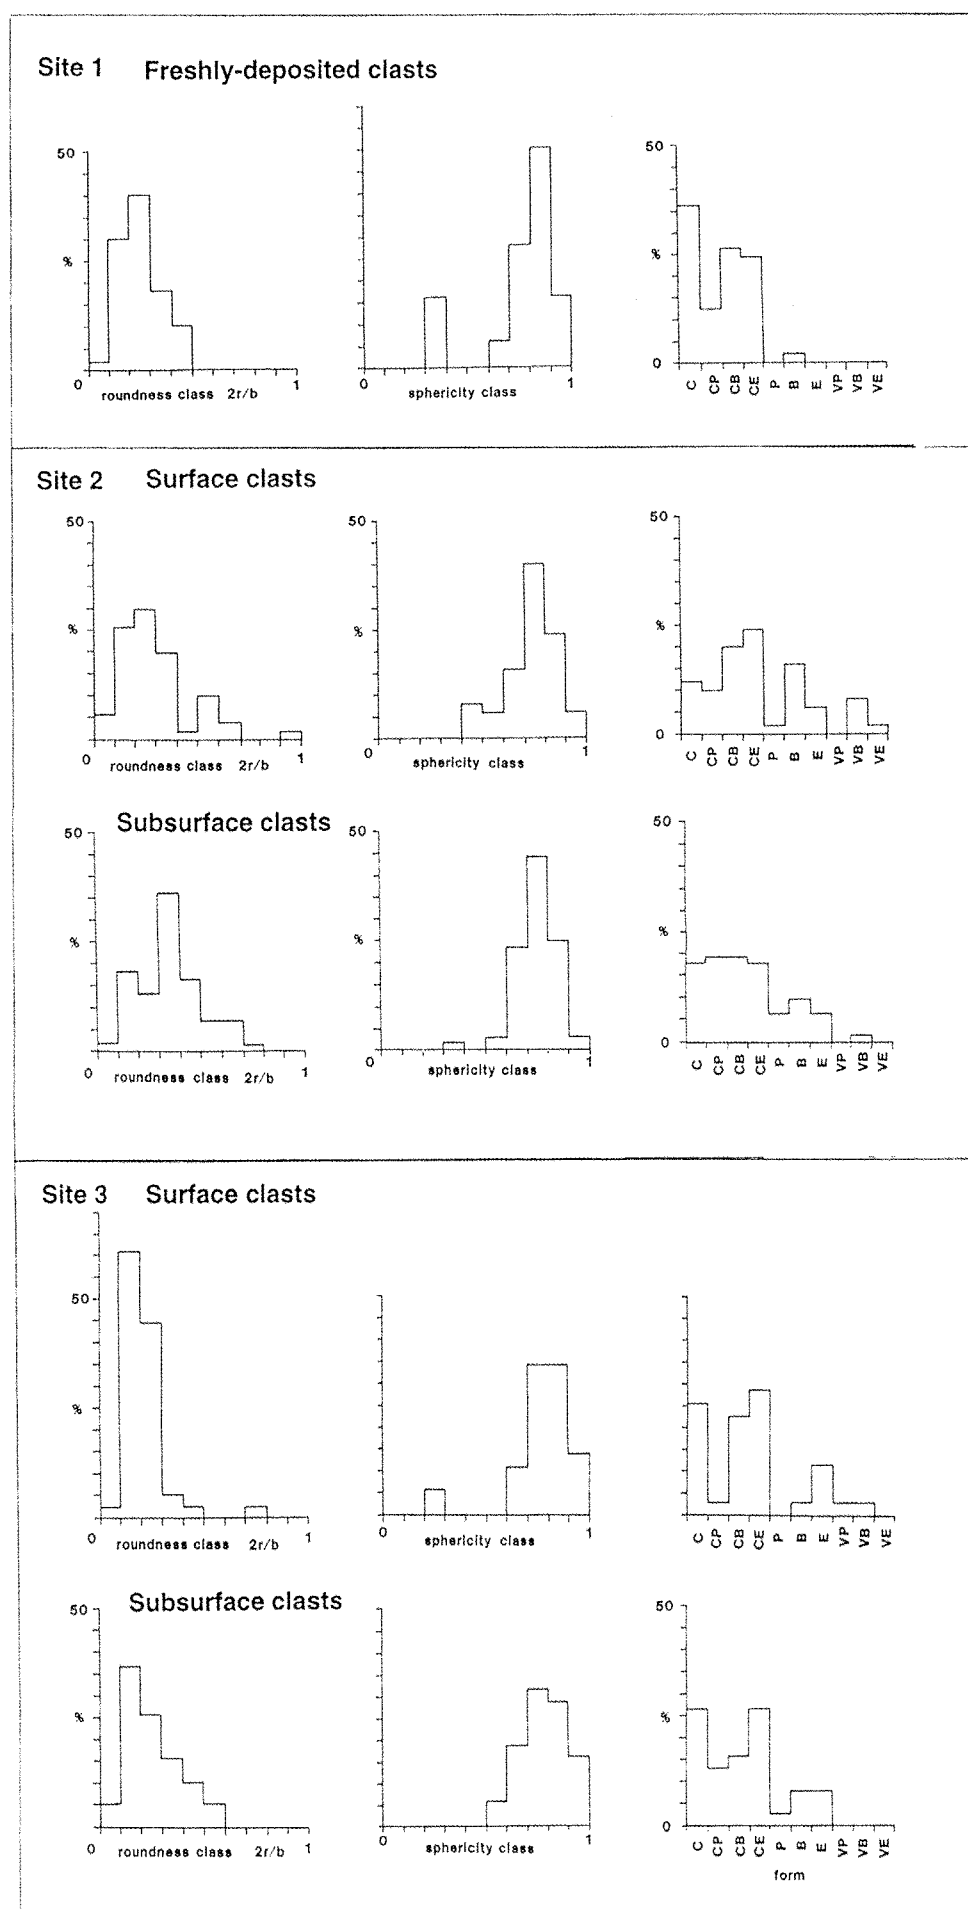 Site 1 Freshly-deposited clasts
50
%
0
roundness class 2r/b
1
0
sphericity class
1
50
%
0
C CP CB CE P B E VP VB VE
Site 2 Surface clasts
50
%
0
roundness class 2r/b
1
50
%
0
sphericity class
1
50
%
0
C CP CB CE P B E VP VB VE
Subsurface clasts
50
%
0
roundness class 2r/b
1
50
%
0
sphericity class
1
50
%
0
C CP CB CE P B E VP VB VE
Site 3 Surface clasts
50
%
0
roundness class 2r/b
1
0
sphericity class
1
C CP CB CE P B E VP VB VE
Subsurface clasts
50
%
0
roundness class 2r/b
1
0
sphericity class
1
50
%
0
C CP CB CE P B E VP VB VE
form